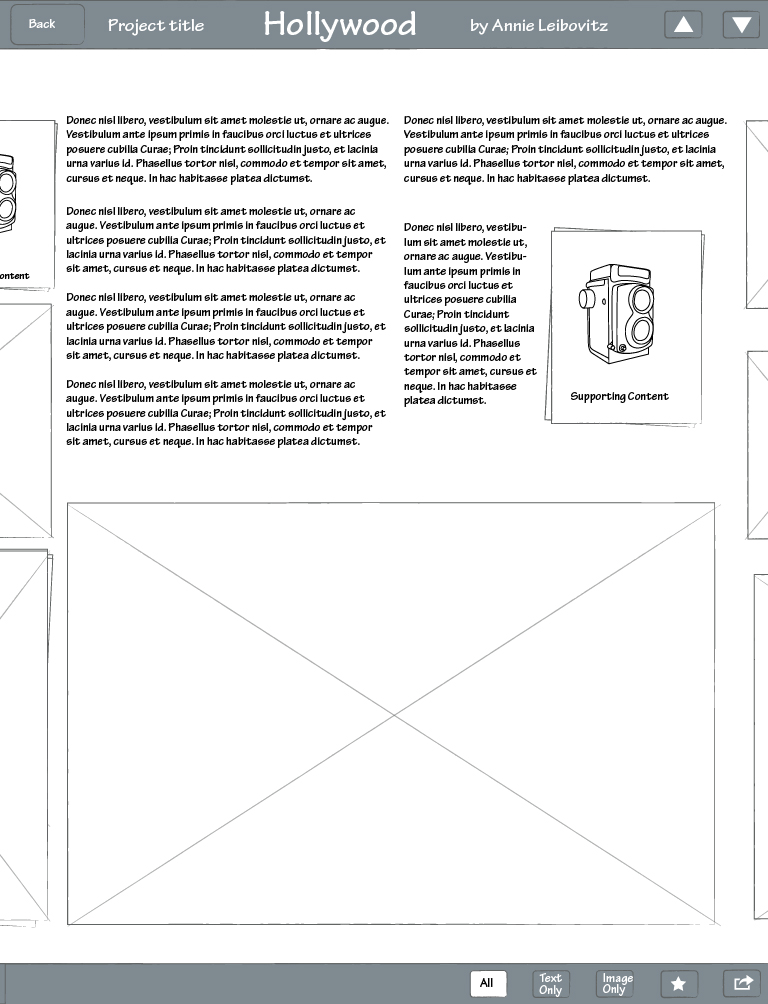 Back
Project title
Hollywood
by Annie Leibovitz
Donec nisl libero, vestibulum sit amet molestie ut, ornare ac augue.
Vestibulum ante ipsum primis in faucibus orci luctus et ultrices
posuere cubilia Curae; Proin tincidunt sollicitudin justo, et lacinia
urna varius id. Phasellus tortor nisl, commodo et tempor sit amet,
cursus et neque. In hac habitasse platea dictumst.
Donec nisl libero, vestibulum sit amet molestie ut, ornare ac
augue. Vestibulum ante ipsum primis in faucibus orci luctus et
ultrices posuere cubilia Curae; Proin tincidunt sollicitudin justo, et
lacinia urna varius id. Phasellus tortor nisl, commodo et tempor
sit amet, cursus et neque. In hac habitasse platea dictumst.
Donec nisl libero, vestibulum sit amet molestie ut, ornare ac
augue. Vestibulum ante ipsum primis in faucibus orci luctus et
ultrices posuere cubilia Curae; Proin tincidunt sollicitudin justo, et
lacinia urna varius id. Phasellus tortor nisl, commodo et tempor
sit amet, cursus et neque. In hac habitasse platea dictumst.
Donec nisl libero, vestibulum sit amet molestie ut, ornare ac
augue. Vestibulum ante ipsum primis in faucibus orci luctus et
ultrices posuere cubilia Curae; Proin tincidunt sollicitudin justo, et
lacinia urna varius id. Phasellus tortor nisl, commodo et tempor
sit amet, cursus et neque. In hac habitasse platea dictumst.
Donec nisl libero, vestibulum sit amet molestie ut, ornare ac augue.
Vestibulum ante ipsum primis in faucibus orci luctus et ultrices
posuere cubilia Curae; Proin tincidunt sollicitudin justo, et lacinia
urna varius id. Phasellus tortor nisl, commodo et tempor sit amet,
cursus et neque. In hac habitasse platea dictumst.
Donec nisl libero, vestibu-
lum sit amet molestie ut,
ornare ac augue. Vestibu-
lum ante ipsum primis in
faucibus orci luctus et
ultrices posuere cubilia
Curae; Proin tincidunt
sollicitudin justo, et lacinia
urna varius id. Phasellus
tortor nisl, commodo et
tempor sit amet, cursus et
neque. In hac habitasse
platea dictumst.
Supporting Content
ontent
All
Text
Only
Image
Only